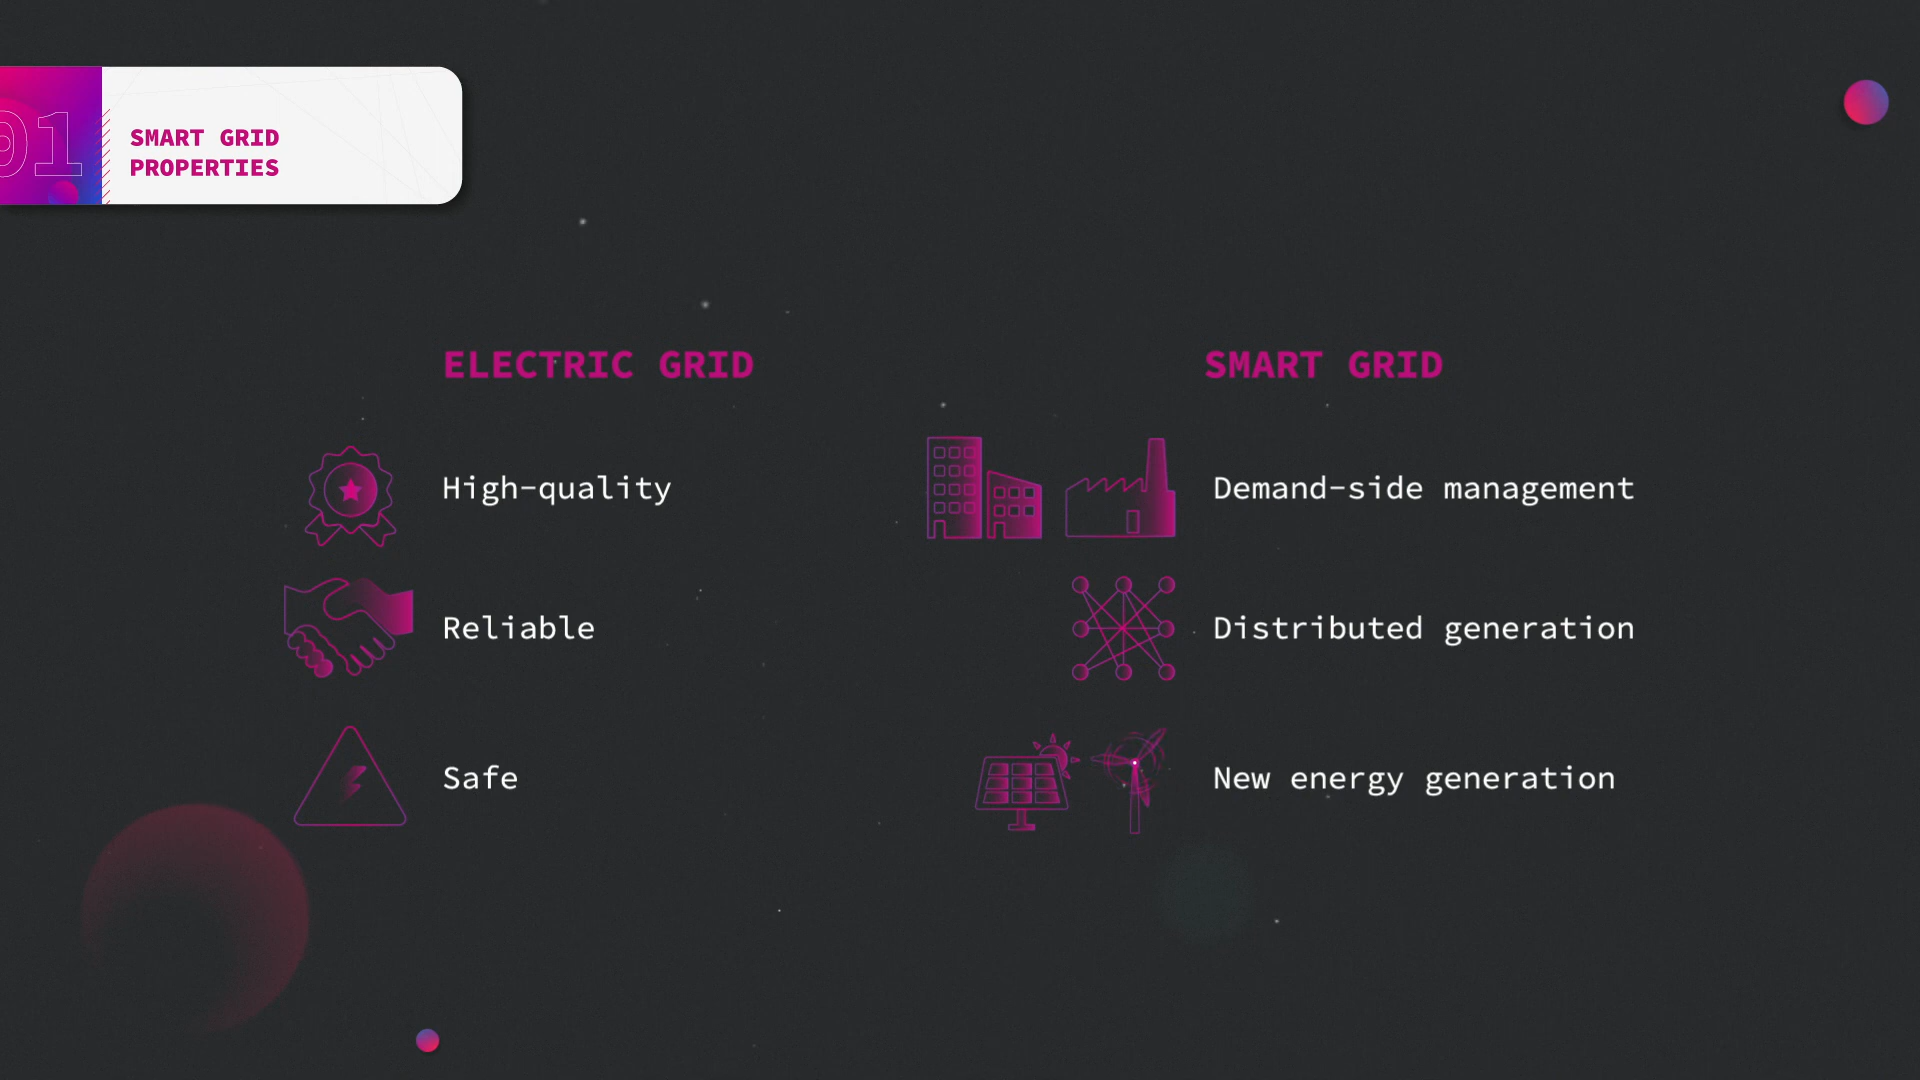 01
SMART GRID
PROPERTIES
ELECTRIC GRID
High-quality
Reliable
Safe
SMART GRID
Demand-side management
Distributed generation
New energy generation